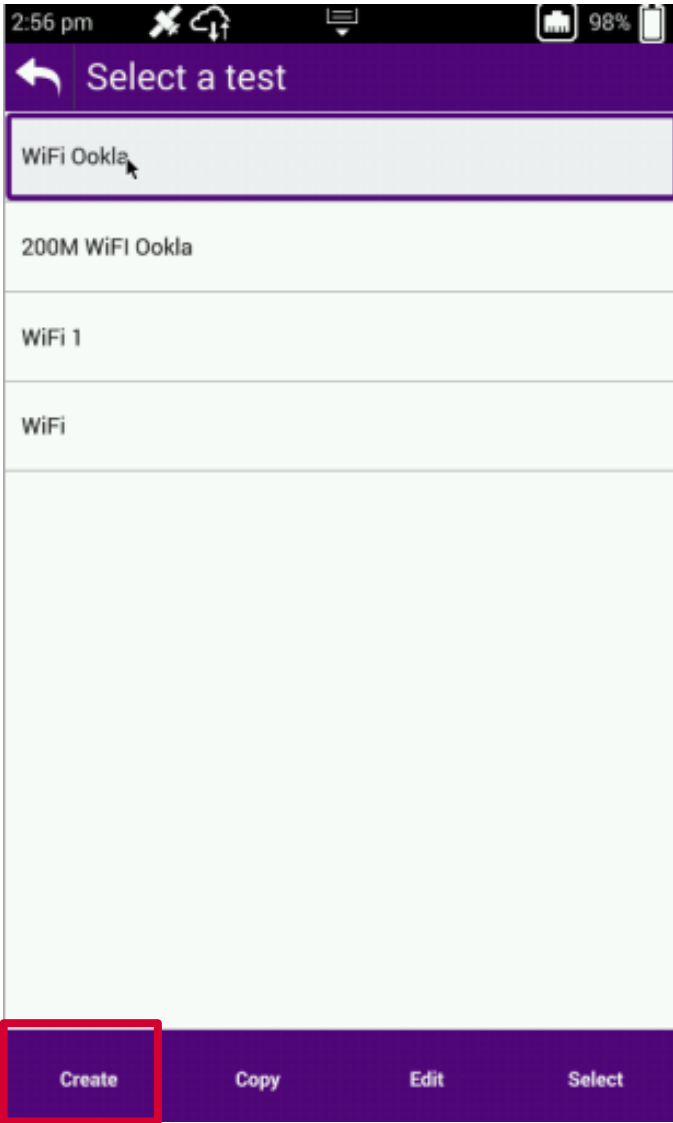 2:56 pm 98%
Select a test
WiFi Ookla
200M WiFI Ookla
WiFi 1
WiFi
Create Copy Edit Select